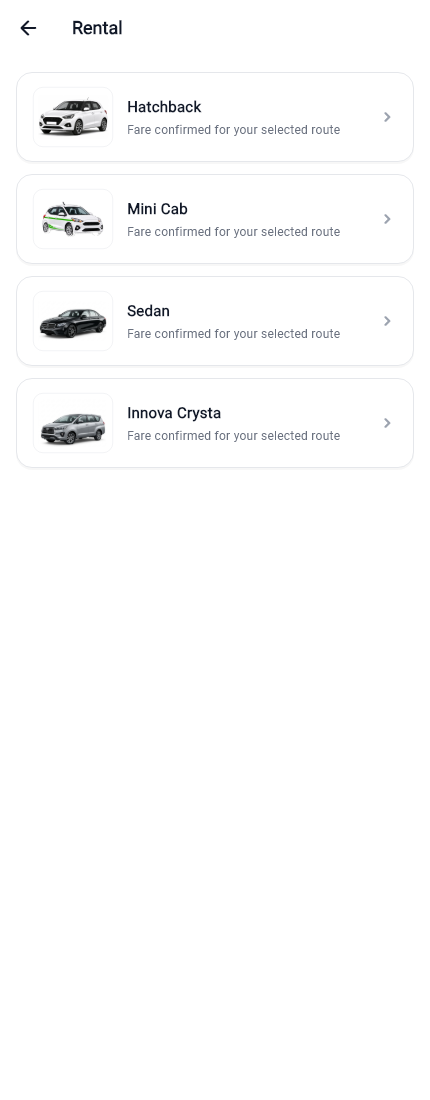 Rental
Hatchback
Fare confirmed for your selected route
Mini Cab
Fare confirmed for your selected route
Sedan
Fare confirmed for your selected route
Innova Crysta
Fare confirmed for your selected route